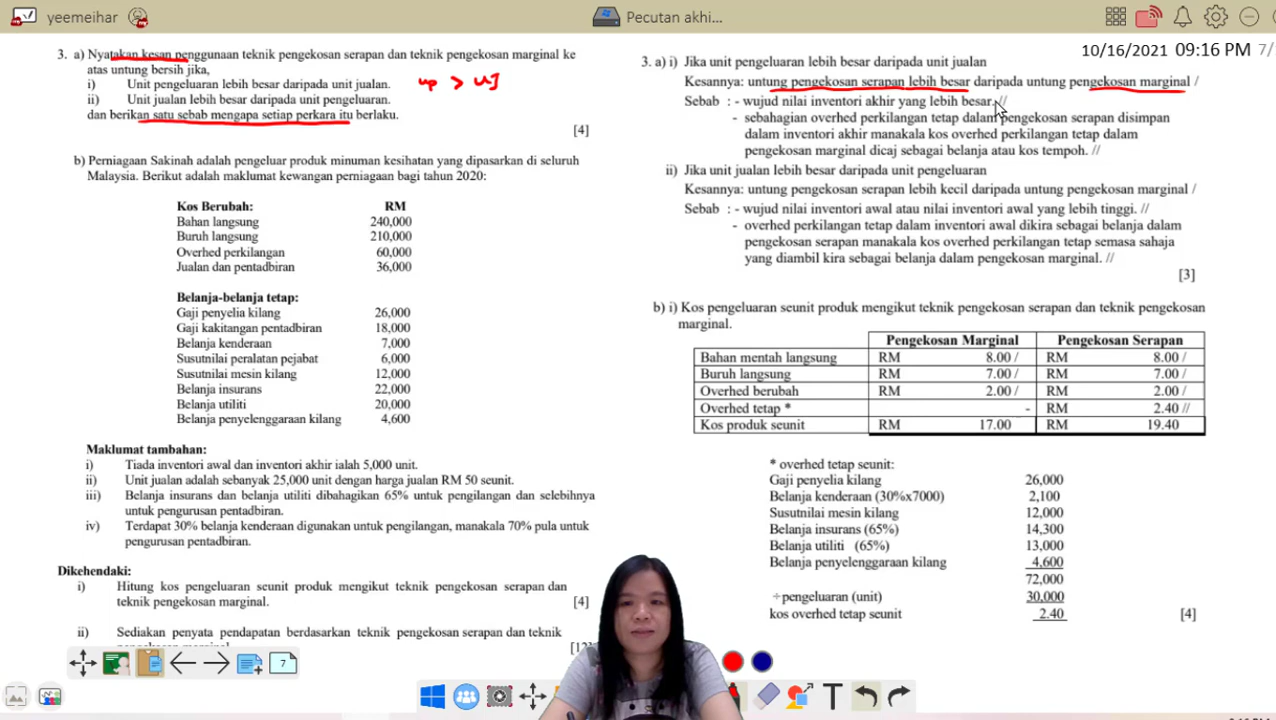 yeemeihar
Pecutan akhi...
10/16/2021 09:16 PM 7/
3. a) Nyatakan kesan penggunaan teknik pengekosan serapan dan teknik pengekosan marginal ke
atas untung bersih jika,
i) Unit pengeluaran lebih besar daripada unit jualan.
up > uJ
ii) Unit jualan lebih besar daripada unit pengeluaran.
dan berikan satu sebab mengapa setiap perkara itu berlaku.
[4]
b) Perniagaan Sakinah adalah pengeluar produk minuman kesihatan yang dipasarkan di seluruh
Malaysia. Berikut adalah maklumat kewangan perniagaan bagi tahun 2020:
Kos Berubah: RM
Bahan langsung 240,000
Buruh langsung 210,000
Overhed perkilangan 60,000
Jualan dan pentadbiran 36,000
Belanja-belanja tetap:
Gaji penyelia kilang 26,000
Gaji kakitangan pentadbiran 18,000
Belanja kenderaan 7,000
Susutnilai peralatan pejabat 6,000
Susutnilai mesin kilang 12,000
Belanja insurans 22,000
Belanja utiliti 20,000
Belanja penyelenggaraan kilang 4,600
Maklumat tambahan:
i) Tiada inventori awal dan inventori akhir ialah 5,000 unit.
ii) Unit jualan adalah sebanyak 25,000 unit dengan harga jualan RM 50 seunit.
iii) Belanja insurans dan belanja utiliti dibahagikan 65% untuk pengilangan dan selebihnya
untuk pengurusan pentadbiran.
iv) Terdapat 30% belanja kenderaan digunakan untuk pengilangan, manakala 70% pula untuk
pengurusan pentadbiran.
Dikehendaki:
i) Hitung kos pengeluaran seunit produk mengikut teknik pengekosan serapan dan
teknik pengekosan marginal. [4]
ii) Sediakan penyata pendapatan berdasarkan teknik pengekosan serapan dan teknik
3. a) i) Jika unit pengeluaran lebih besar daripada unit jualan
Kesannya: untung pengekosan serapan lebih besar daripada untung pengekosan marginal /
Sebab : - wujud nilai inventori akhir yang lebih besar. //
- sebahagian overhed perkilangan tetap dalam pengekosan serapan disimpan
dalam inventori akhir manakala kos overhed perkilangan tetap dalam
pengekosan marginal dicaj sebagai belanja atau kos tempoh. //
ii) Jika unit jualan lebih besar daripada unit pengeluaran
Kesannya: untung pengekosan serapan lebih kecil daripada untung pengekosan marginal /
Sebab : - wujud nilai inventori awal atau nilai inventori awal yang lebih tinggi. //
- overhed perkilangan tetap dalam inventori awal dikira sebagai belanja dalam
pengekosan serapan manakala kos overhed perkilangan tetap semasa sahaja
yang diambil kira sebagai belanja dalam pengekosan marginal. //
[3]
b) i) Kos pengeluaran seunit produk mengikut teknik pengekosan serapan dan teknik pengekosan
marginal.
Pengekosan Marginal Pengekosan Serapan
Bahan mentah langsung RM 8.00 / RM 8.00 /
Buruh langsung RM 7.00 / RM 7.00 /
Overhed berubah RM 2.00 / RM 2.00 /
Overhed tetap * - RM 2.40 //
Kos produk seunit RM 17.00 RM 19.40
* overhed tetap seunit:
Gaji penyelia kilang 26,000
Belanja kenderaan (30%x7000) 2,100
Susutnilai mesin kilang 12,000
Belanja insurans (65%) 14,300
Belanja utiliti (65%) 13,000
Belanja penyelenggaraan kilang 4,600
72,000
÷pengeluaran (unit) 30,000
kos overhed tetap seunit 2.40 [4]
7
T